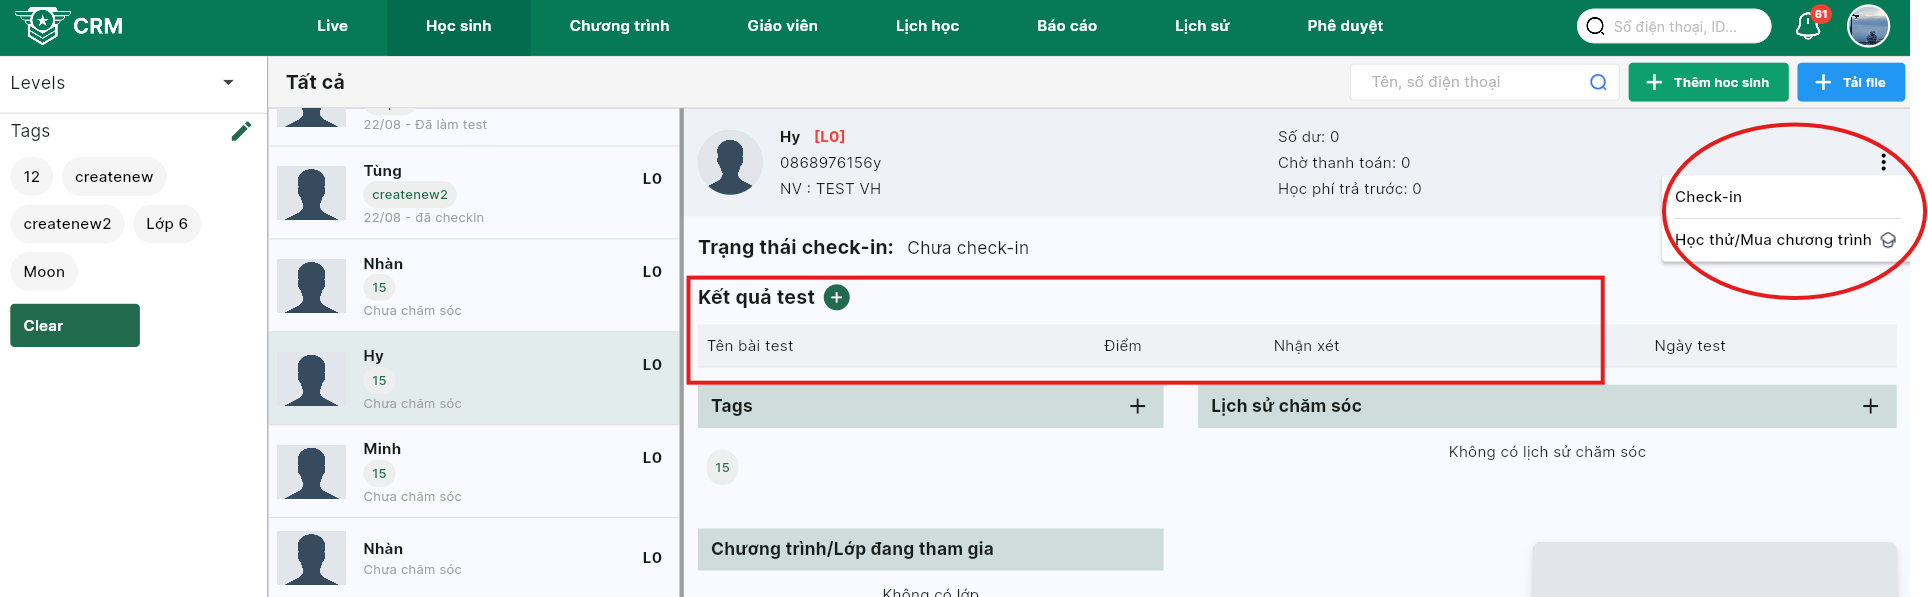 CRM
Live
Học sinh
Chương trình
Giáo viên
Lịch học
Báo cáo
Lịch sử
Phê duyệt
Số điện thoại, ID...
61
Levels
Tất cả
Tên, số điện thoại
Thêm hoc sinh
Tải file
Tags
12
createnew
createnew2
Lớp 6
Moon
Clear
22/08 - Đã làm test
Tùng
L0
createnew2
22/08 - đã checkin
Nhàn
L0
15
Chưa chăm sóc
Hy
L0
15
Chưa chăm sóc
Minh
L0
15
Chưa chăm sóc
Nhàn
L0
Chưa chăm sóc
Hy [L0]
0868976156y
NV : TEST VH
Số dư: 0
Chờ thanh toán: 0
Học phí trả trước: 0
Check-in
Học thử/Mua chương trình
Trạng thái check-in: Chưa check-in
Kết quả test
Tên bài test
Điểm
Nhận xét
Ngày test
Tags
15
Lịch sử chăm sóc
Không có lịch sử chăm sóc
Chương trình/Lớp đang tham gia
Không có lớp